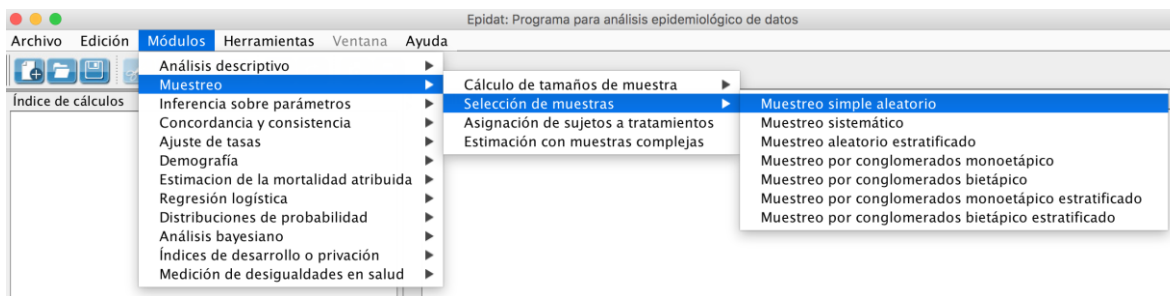 Epidat: Programa para análisis epidemiológico de datos
Archivo Edición Módulos Herramientas Ventana Ayuda
Índice de cálculos
Análisis descriptivo
Muestreo
Inferencia sobre parámetros
Concordancia y consistencia
Ajuste de tasas
Demografía
Estimacion de la mortalidad atribuida
Regresión logística
Distribuciones de probabilidad
Análisis bayesiano
Índices de desarrollo o privación
Medición de desigualdades en salud
Cálculo de tamaños de muestra
Selección de muestras
Asignación de sujetos a tratamientos
Estimación con muestras complejas
Muestreo simple aleatorio
Muestreo sistemático
Muestreo aleatorio estratificado
Muestreo por conglomerados monoetápico
Muestreo por conglomerados bietápico
Muestreo por conglomerados monoetápico estratificado
Muestreo por conglomerados bietápico estratificado